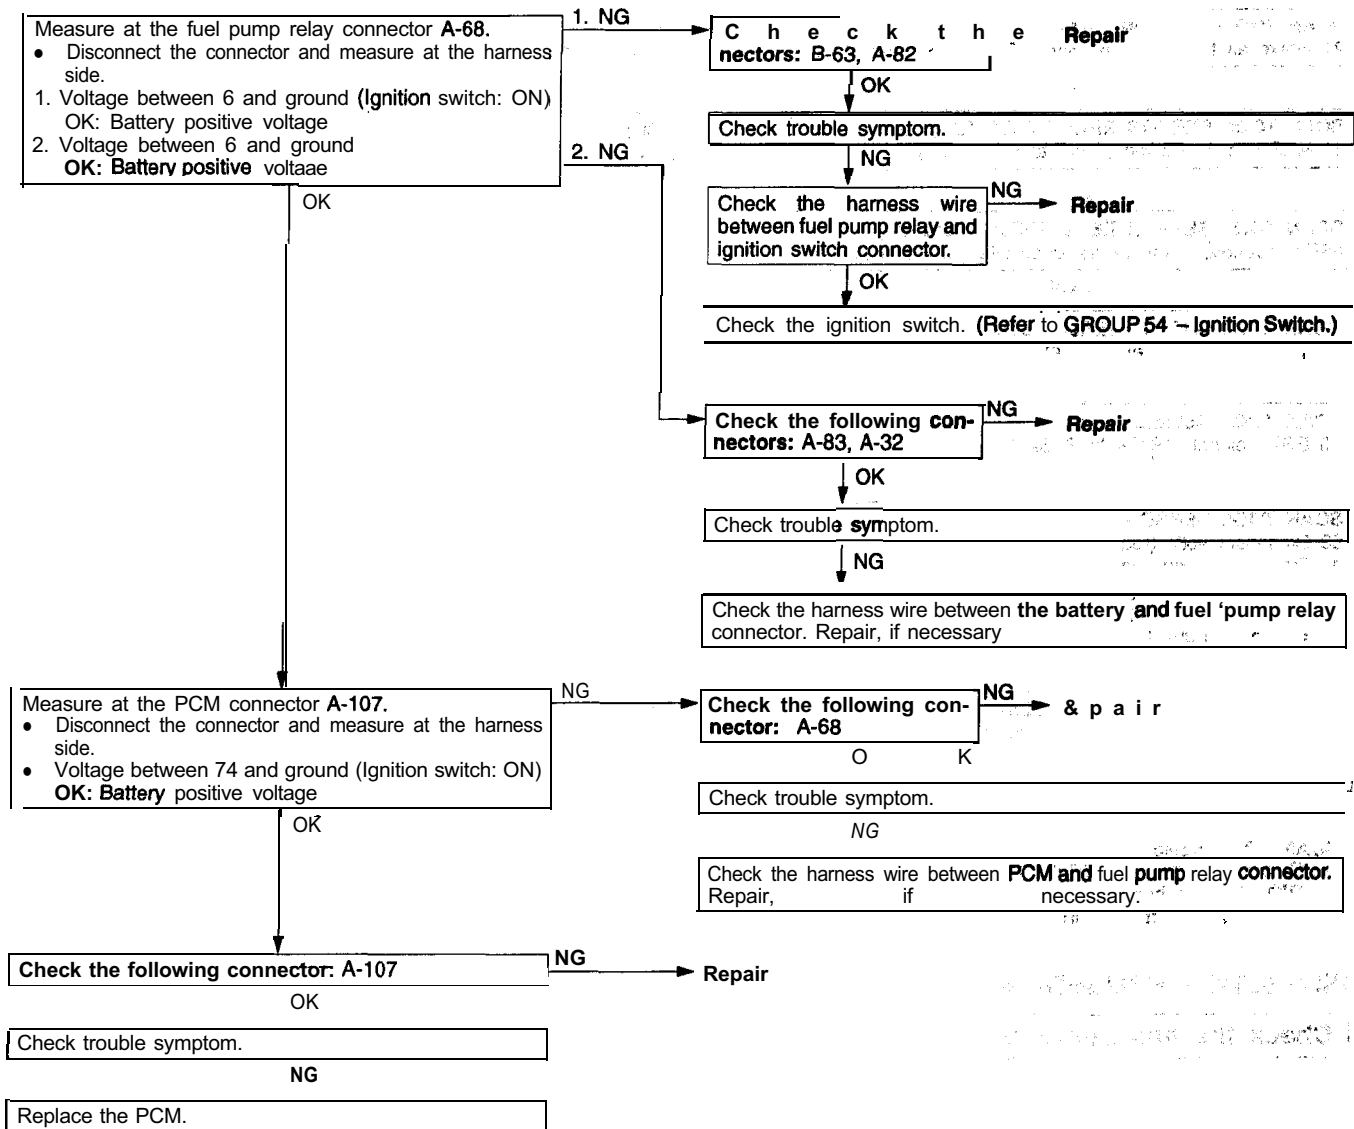 Measure at the fuel pump relay connector A-68.
● Disconnect the connector and measure at the harness
side.
1. Voltage between 6 and ground (Ignition switch: ON)
OK: Battery positive voltage
2. Voltage between 6 and ground
OK: Battery positive voltaae
1. NG
C h e c k t h e
nectors: B-63, A-82
Repair
OK
Check trouble symptom.
2. NG
NG
OK
Check the harness wire
between fuel pump relay and
ignition switch connector.
NG
Repair
OK
Check the ignition switch. (Refer to GROUP 54 – Ignition Switch.)
Check the following con-
nectors: A-83, A-32
NG
Repair
OK
Check trouble symptom.
NG
Check the harness wire between the battery and fuel 'pump relay
connector. Repair, if necessary
Measure at the PCM connector A-107.
● Disconnect the connector and measure at the harness
side.
● Voltage between 74 and ground (Ignition switch: ON)
OK: Battery positive voltage
NG
Check the following con-
nector: A-68
NG
& p a i r
O K
Check trouble symptom.
NG
Check the harness wire between PCM and fuel pump relay connector.
Repair, if necessary.
OK
Check the following connector: A-107
NG
Repair
OK
Check trouble symptom.
NG
Replace the PCM.